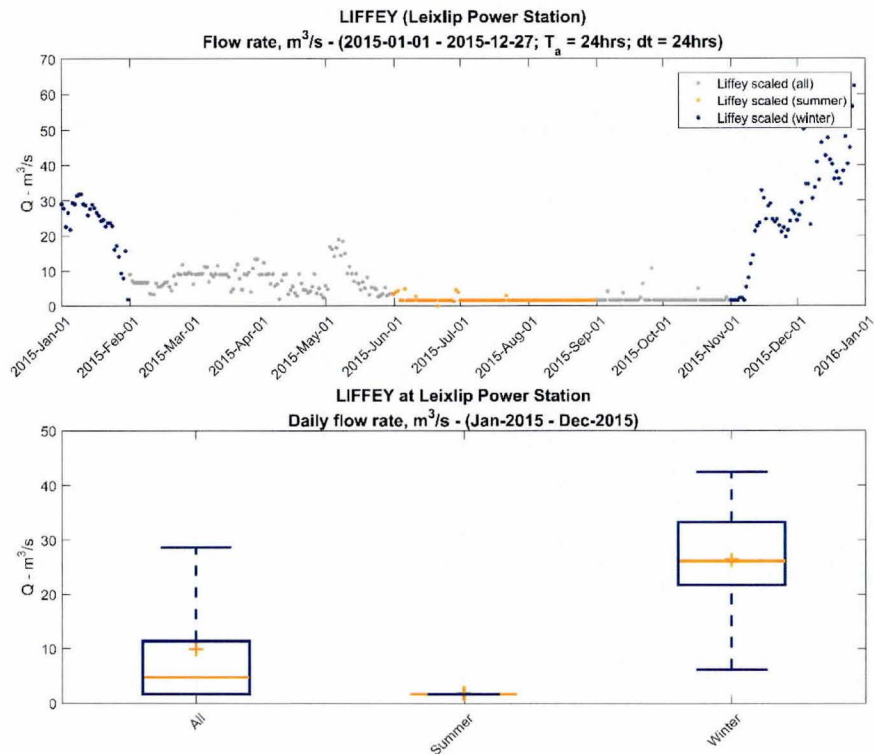 LIFFEY (Leixlip Power Station)
Flow rate, m³/s - (2015-01-01 - 2015-12-27; Tₐ = 24hrs; dt = 24hrs)
70
60
50
40
30
20
10
0
Q - m³/s
Liffey scaled (all)
Liffey scaled (summer)
Liffey scaled (winter)
2015-Jan-01
2015-Feb-01
2015-Mar-01
2015-Apr-01
2015-May-01
2015-Jun-01
2015-Jul-01
2015-Aug-01
2015-Sep-01
2015-Oct-01
2015-Nov-01
2015-Dec-01
2016-Jan-01
LIFFEY at Leixlip Power Station
Daily flow rate, m³/s - (Jan-2015 - Dec-2015)
50
40
30
20
10
0
Q - m³/s
All
Summer
Winter